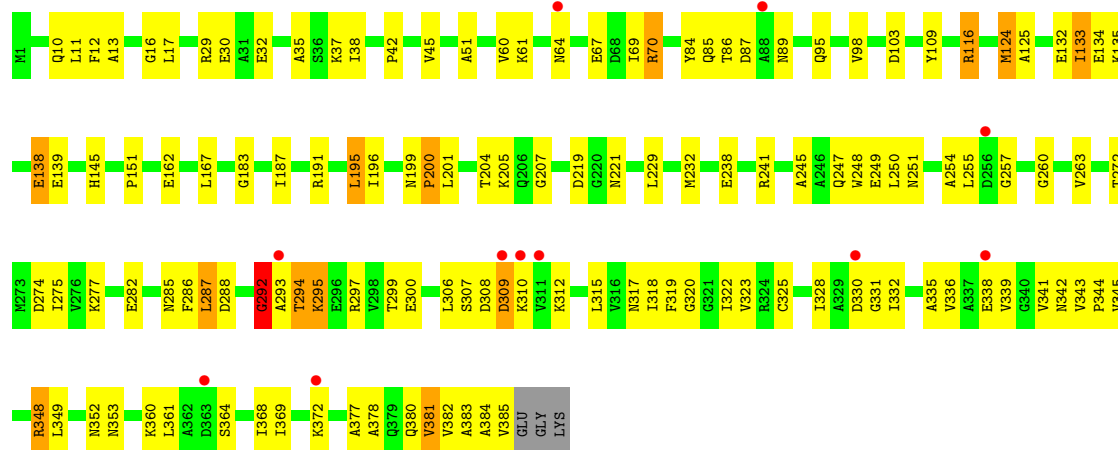 M1 Q10 L11 F12 A13 G16 L17 R29 E30 A31 E32 A35 S36 K37 I38 P42 V45 A51 V60 K61 N64 E67 D68 I69 R70 Y84 Q85 T86 D87 A88 N89 Q95 V98 D103 Y109 R116 M124 A125 E132 I133 E134 K135
E138 E139 H145 P151 E162 L167 G183 I187 R191 L195 I196 N199 P200 L201 T204 K205 Q206 G207 D219 G220 N221 L229 M232 E238 R241 A245 A246 Q247 W248 E249 L250 N251 A254 L255 D256 G257 G260 V263 T272
M273 D274 I275 V276 K277 E282 N285 F286 L287 D288 G292 A293 T294 K295 E296 R297 V298 T299 E300 L306 S307 D308 D309 K310 V311 K312 L315 V316 N317 I318 F319 G320 G321 I322 V323 R324 C325 I328 A329 D330 G331 I332 A335 V336 A337 E338 V339 G340 V341 N342 V343 P344
R348 L349 N352 N353 K360 L361 A362 D363 S364 I368 I369 K372 A377 A378 Q379 Q380 V381 V382 A383 A384 V385 GLU GLY LYS